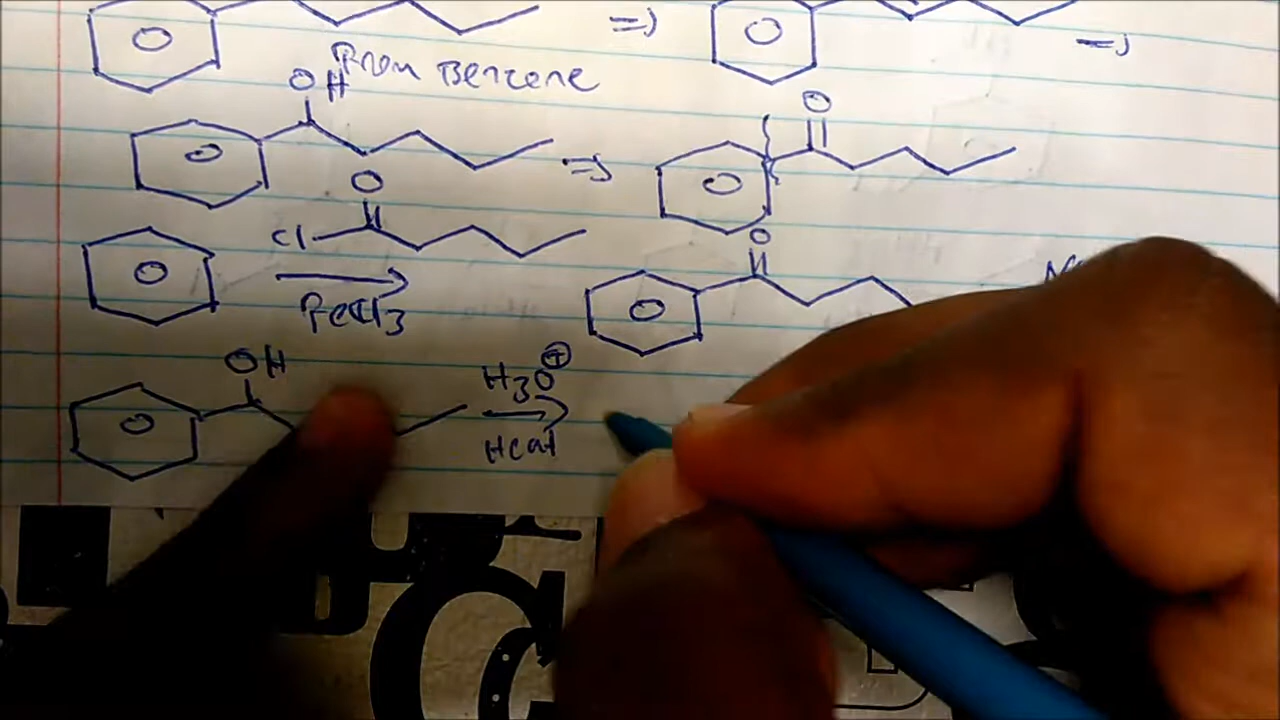 ⇒ ⇒
From Benzene
OH
⇒ O
O
Cl
FeCl3
O
OH
H3O⊕
Heat